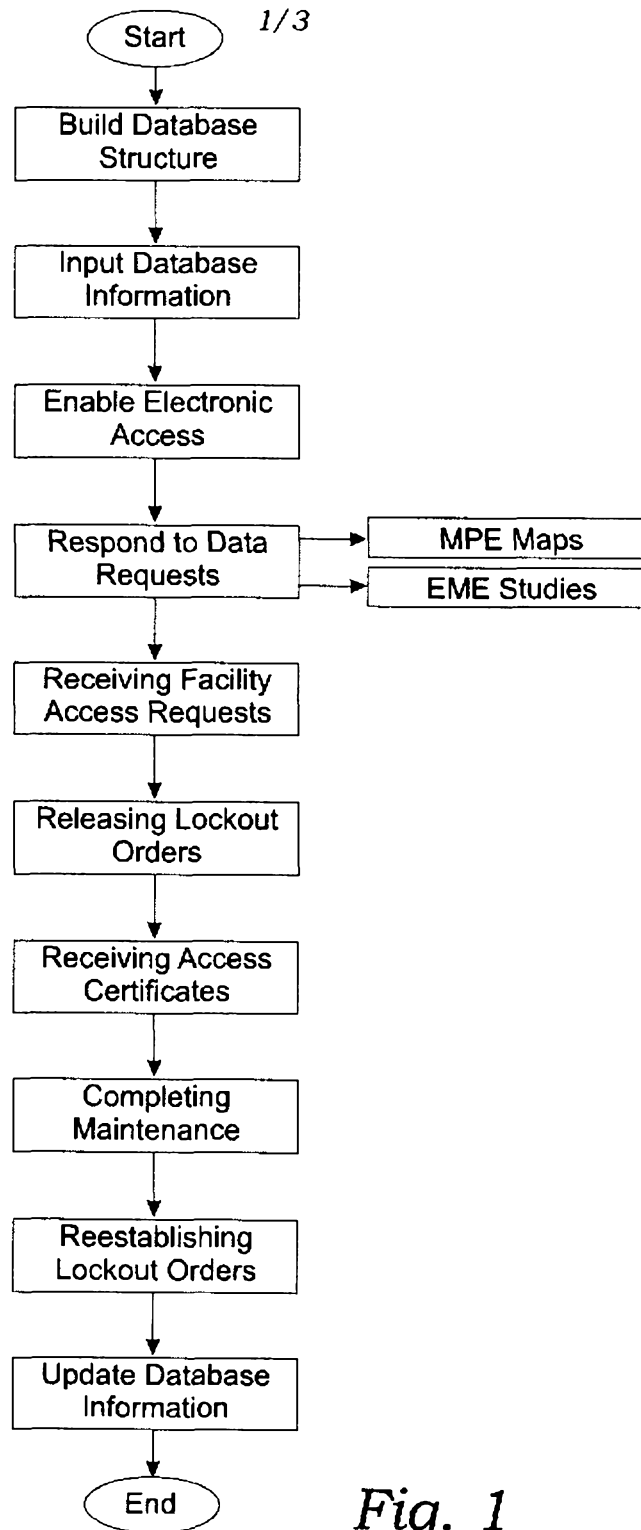 1/3
Start
Build Database
Structure
Input Database
Information
Enable Electronic
Access
Respond to Data
Requests
MPE Maps
EME Studies
Receiving Facility
Access Requests
Releasing Lockout
Orders
Receiving Access
Certificates
Completing
Maintenance
Reestablishing
Lockout Orders
Update Database
Information
End
Fig. 1